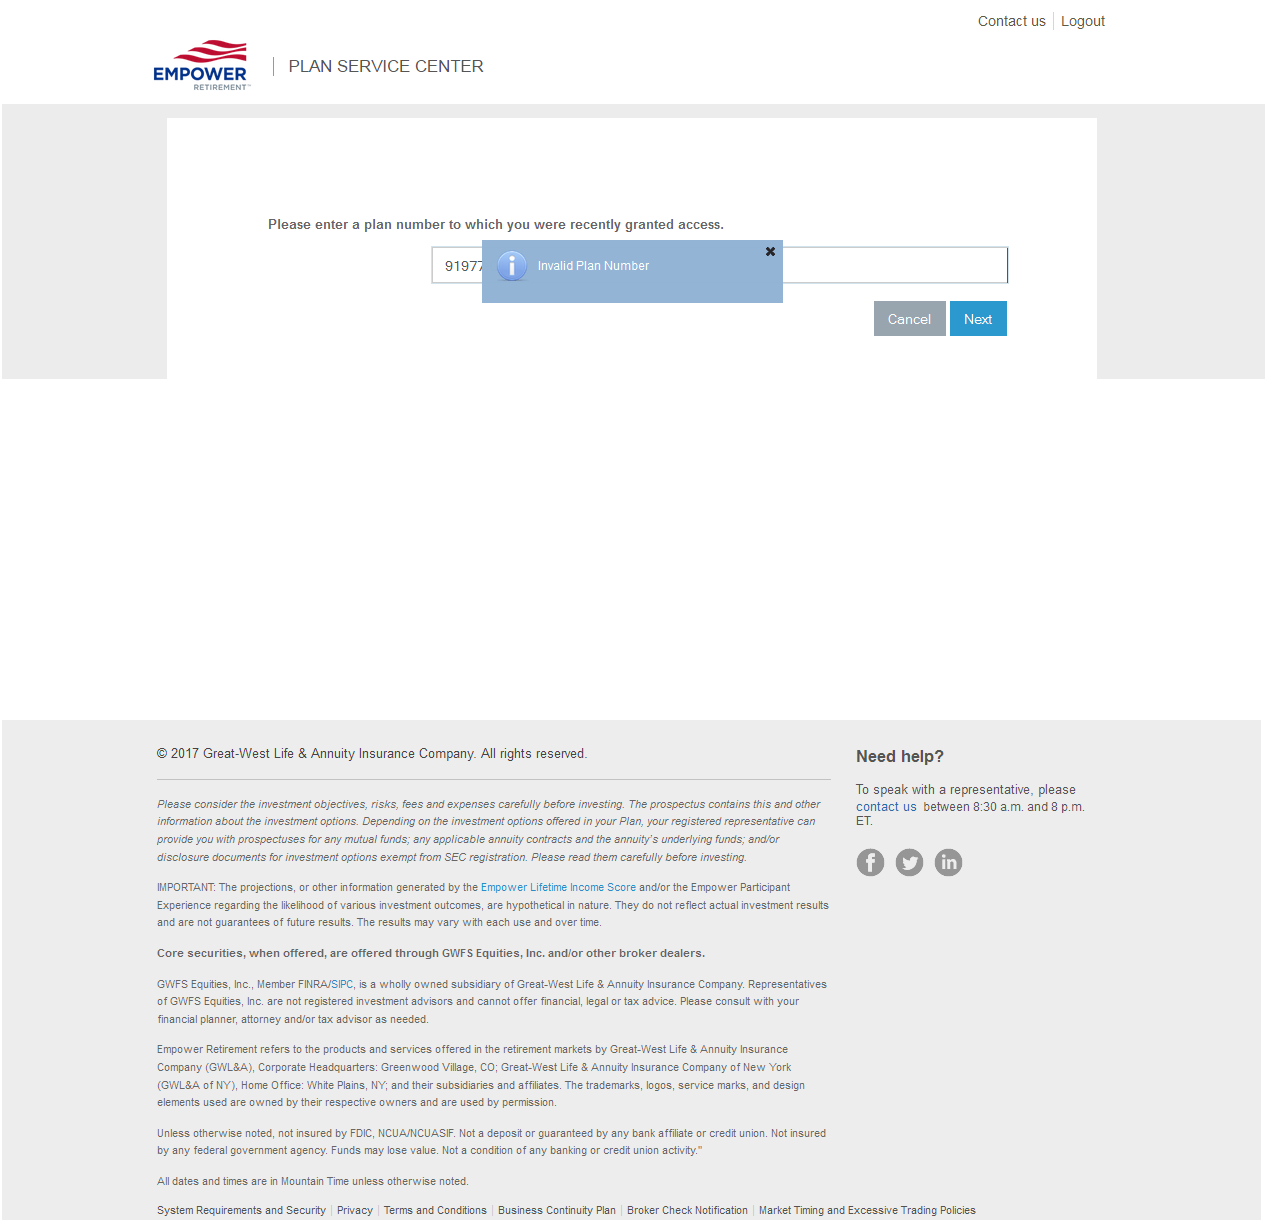 Contact us Logout
EMPOWER
RETIREMENT™
PLAN SERVICE CENTER
Please enter a plan number to which you were recently granted access.
Invalid Plan Number
Cancel Next
© 2017 Great-West Life & Annuity Insurance Company. All rights reserved.
Please consider the investment objectives, risks, fees and expenses carefully before investing. The prospectus contains this and other
information about the investment options. Depending on the investment options offered in your Plan, your registered representative can
provide you with prospectuses for any mutual funds; any applicable annuity contracts and the annuity's underlying funds; and/or
disclosure documents for investment options exempt from SEC registration. Please read them carefully before investing.
IMPORTANT: The projections, or other information generated by the Empower Lifetime Income Score and/or the Empower Participant
Experience regarding the likelihood of various investment outcomes, are hypothetical in nature. They do not reflect actual investment results
and are not guarantees of future results. The results may vary with each use and over time.
Core securities, when offered, are offered through GWFS Equities, Inc. and/or other broker dealers.
GWFS Equities, Inc., Member FINRA/SIPC, is a wholly owned subsidiary of Great-West Life & Annuity Insurance Company. Representatives
of GWFS Equities, Inc. are not registered investment advisors and cannot offer financial, legal or tax advice. Please consult with your
financial planner, attorney and/or tax advisor as needed.
Empower Retirement refers to the products and services offered in the retirement markets by Great-West Life & Annuity Insurance
Company (GWL&A), Corporate Headquarters: Greenwood Village, CO; Great-West Life & Annuity Insurance Company of New York
(GWL&A of NY), Home Office: White Plains, NY; and their subsidiaries and affiliates. The trademarks, logos, service marks, and design
elements used are owned by their respective owners and are used by permission.
Unless otherwise noted, not insured by FDIC, NCUA/NCUASIF. Not a deposit or guaranteed by any bank affiliate or credit union. Not insured
by any federal government agency. Funds may lose value. Not a condition of any banking or credit union activity."
All dates and times are in Mountain Time unless otherwise noted.
System Requirements and Security | Privacy | Terms and Conditions | Business Continuity Plan | Broker Check Notification | Market Timing and Excessive Trading Policies
Need help?
To speak with a representative, please
contact us between 8:30 a.m. and 8 p.m.
ET.